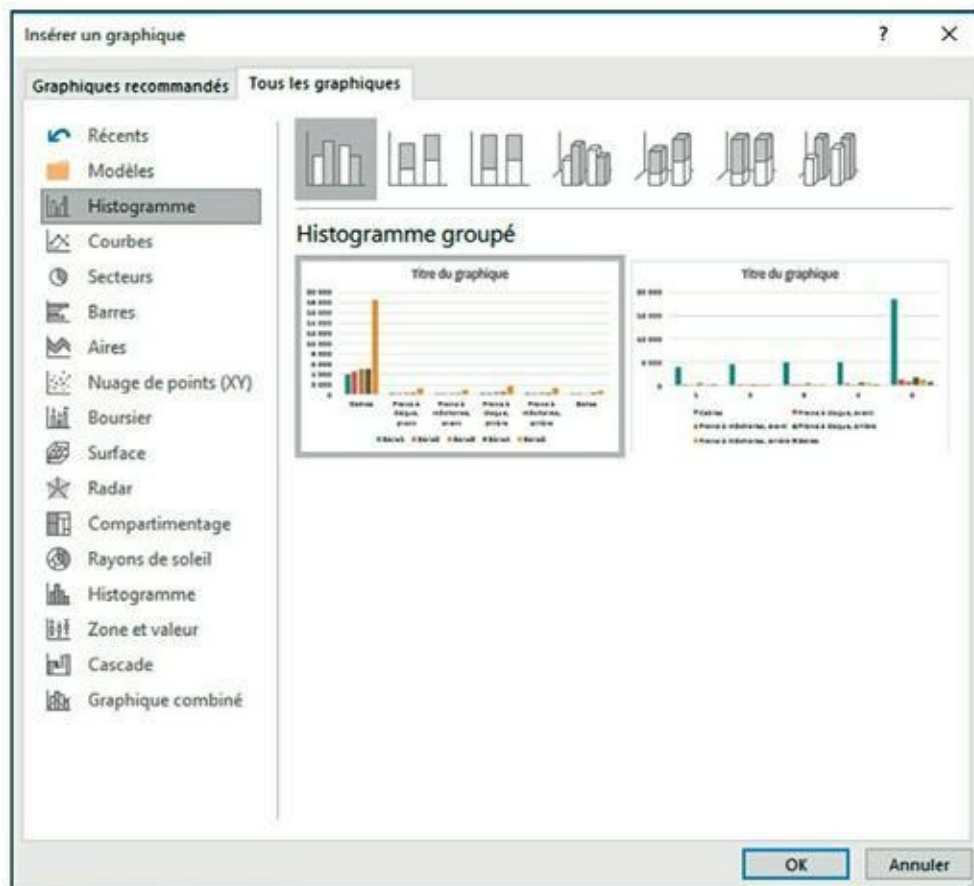 Insérer un graphique
?
Graphiques recommandés
Tous les graphiques
Récents
Modèles
Histogramme
Courbes
Secteurs
Barres
Aires
Nuage de points (XY)
Boursier
Surface
Radar
Compartimentage
Rayons de soleil
Histogramme
Zone et valeur
Cascade
Graphique combiné
Histogramme groupé
Titre du graphique
Titre du graphique
OK
Annuler